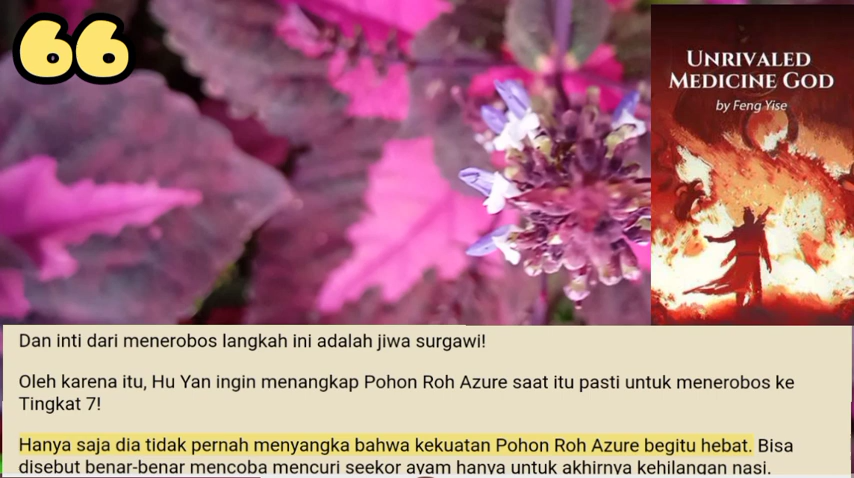 66
UNRIVALED
MEDICINE GOD
by Feng Yise
Dan inti dari menerobos langkah ini adalah jiwa surgawi!
Oleh karena itu, Hu Yan ingin menangkap Pohon Roh Azure saat itu pasti untuk menerobos ke
Tingkat 7!
Hanya saja dia tidak pernah menyangka bahwa kekuatan Pohon Roh Azure begitu hebat. Bisa
disebut benar-benar mencoba mencuri seekor ayam hanya untuk akhirnya kehilangan nasi.